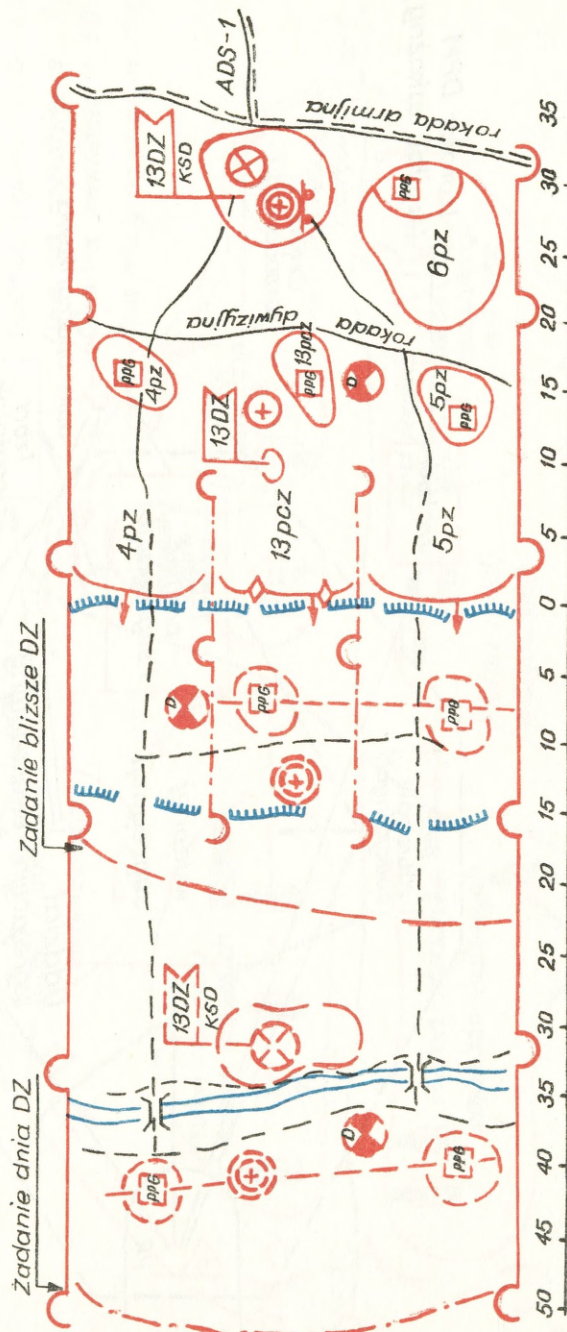 Zadanie dnia DZ
Zadanie bliższe DZ
ppG
D
ppG
13DZ
KSD
D
ppG
ppG
4pz
13pcz
5pz
13DZ
4pz
ppG
13pcz
ppG
D
5pz
ppG
rokada dywizyjna
13DZ
KSD
6pz
ppG
rokada armijna
ADS-1
50 45 40 35 30 25 20 15 10 5 0 5 10 15 20 25 30 35